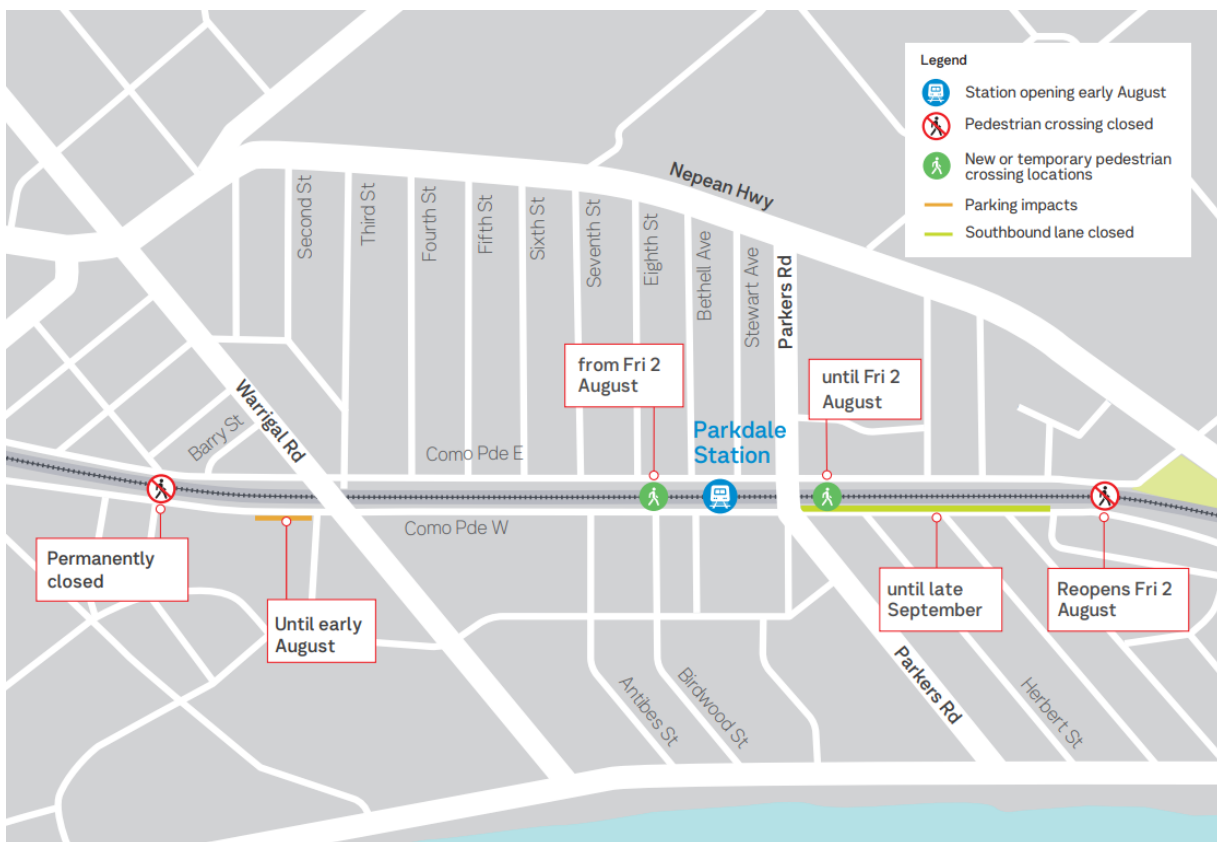 Legend
Station opening early August
Pedestrian crossing closed
New or temporary pedestrian
crossing locations
Parking impacts
Southbound lane closed
Nepean Hwy
Second St
Third St
Fourth St
Fifth St
Sixth St
Seventh St
Eighth St
Bethell Ave
Stewart Ave
Parkers Rd
from Fri 2
August
until Fri 2
August
Warrigal Rd
Barry St
Parkdale
Station
Como Pde E
Como Pde W
Permanently
closed
Until early
August
until late
September
Reopens Fri 2
August
Antibes St
Birdwood St
Parkers Rd
Herbert St